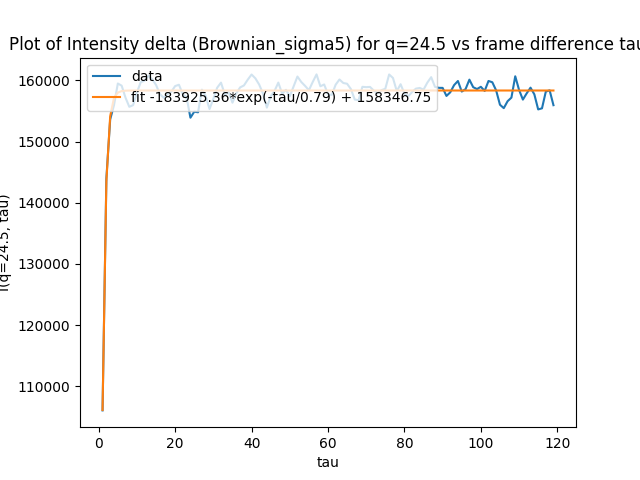 Plot of Intensity delta (Brownian_sigma5) for q=24.5 vs frame difference tau
data
fit -183925.36*exp(-tau/0.79) + 158346.75
160000
150000
140000
130000
120000
110000
I(q=24.5, tau)
0 20 40 60 80 100 120
tau